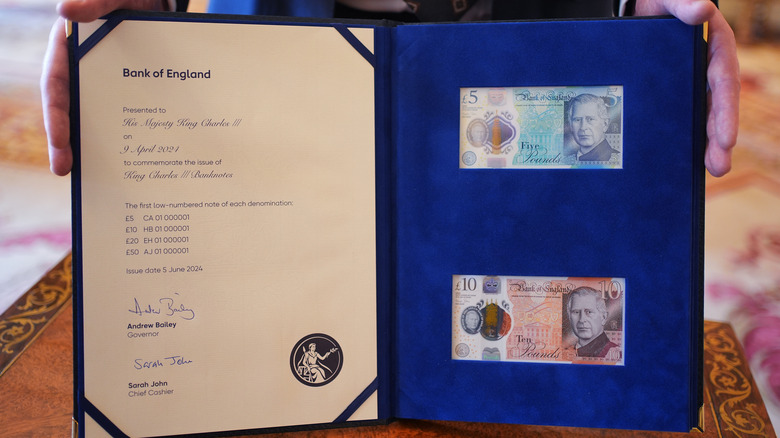 Bank of England
Presented to
His Majesty King Charles III
on
9 April 2024
to commemorate the issue of
King Charles III Banknotes
The first low-numbered note of each denomination:
£5 CA 01 000001
£10 HB 01 000001
£20 EH 01 000001
£50 AJ 01 000001
Issue date 5 June 2024
Andrew Bailey
Andrew Bailey
Governor
Sarah John
Sarah John
Chief Cashier
£5
Bank of England
5
Five
Pounds
£10
Bank of England
10
Ten
Pounds